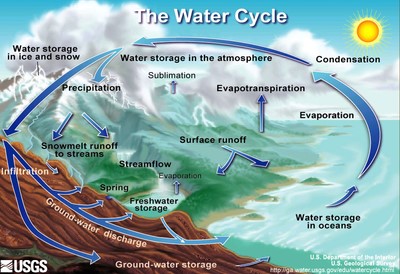 The Water Cycle
Water storage
in ice and snow
Water storage in the atmosphere
Condensation
Sublimation
Precipitation
Evapotranspiration
Evaporation
Snowmelt runoff
to streams
Surface runoff
Streamflow
Infiltration
Evaporation
Spring
Freshwater
storage
Ground-water discharge
Water storage
in oceans
Ground-water storage
USGS
U.S. Department of the Interior
U.S. Geological Survey
http://ga.water.usgs.gov/edu/watercycle.html